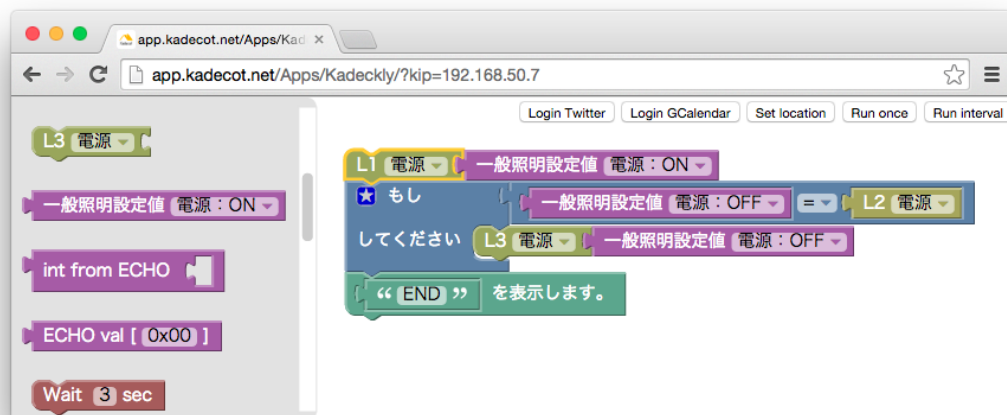 app.kadecot.net/Apps/Kad
app.kadecot.net/Apps/Kadeckly/?kip=192.168.50.7
Login Twitter Login GCalendar Set location Run once Run interval
L3 電源
一般照明設定値 電源：ON
int from ECHO
ECHO val [ 0x00 ]
Wait 3 sec
L1 電源 一般照明設定値 電源：ON
もし 一般照明設定値 電源：OFF = L2 電源
してください L3 電源 一般照明設定値 電源：OFF
“ END ” を表示します。